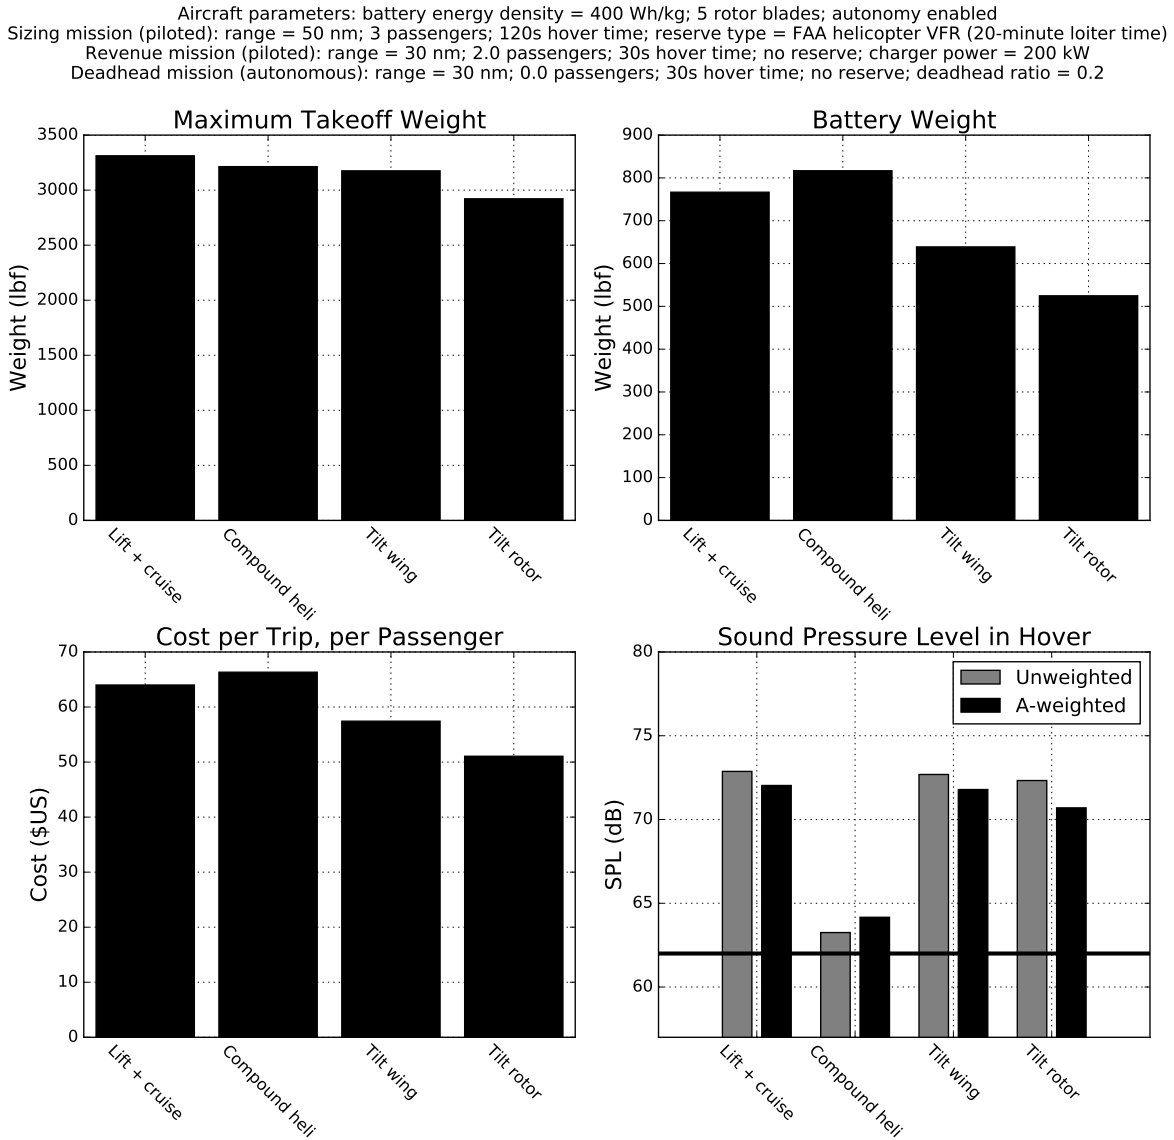 Aircraft parameters: battery energy density = 400 Wh/kg; 5 rotor blades; autonomy enabled
Sizing mission (piloted): range = 50 nm; 3 passengers; 120s hover time; reserve type = FAA helicopter VFR (20-minute loiter time)
Revenue mission (piloted): range = 30 nm; 2.0 passengers; 30s hover time; no reserve; charger power = 200 kW
Deadhead mission (autonomous): range = 30 nm; 0.0 passengers; 30s hover time; no reserve; deadhead ratio = 0.2
Maximum Takeoff Weight
Weight (lbf)
3500
3000
2500
2000
1500
1000
500
0
Lift + cruise
Compound heli
Tilt wing
Tilt rotor
Battery Weight
Weight (lbf)
900
800
700
600
500
400
300
200
100
0
Lift + cruise
Compound heli
Tilt wing
Tilt rotor
Cost per Trip, per Passenger
Cost ($US)
70
60
50
40
30
20
10
0
Lift + cruise
Compound heli
Tilt wing
Tilt rotor
Sound Pressure Level in Hover
SPL (dB)
80
75
70
65
60
Unweighted
A-weighted
Lift + cruise
Compound heli
Tilt wing
Tilt rotor